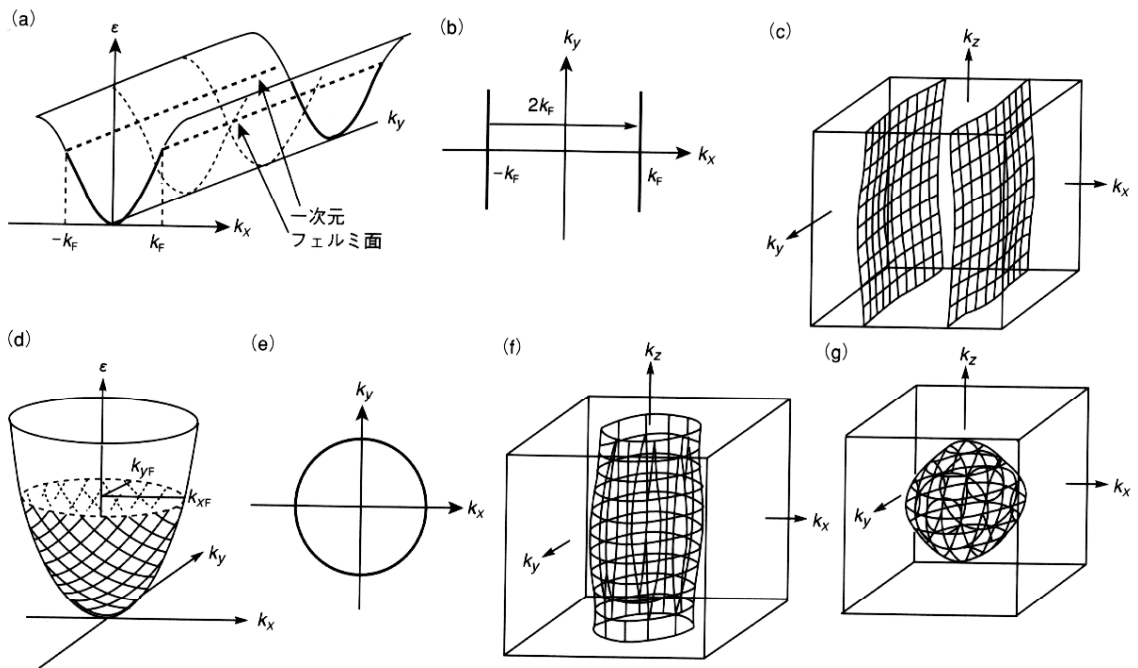 (a)
ε
k_y
k_x
-k_F
k_F
一次元
フェルミ面
(b)
k_y
2k_F
k_x
-k_F
k_F
(c)
k_z
k_x
k_y
(d)
ε
k_yF
k_xF
k_y
k_x
(e)
k_y
k_x
(f)
k_z
k_x
k_y
(g)
k_z
k_x
k_y